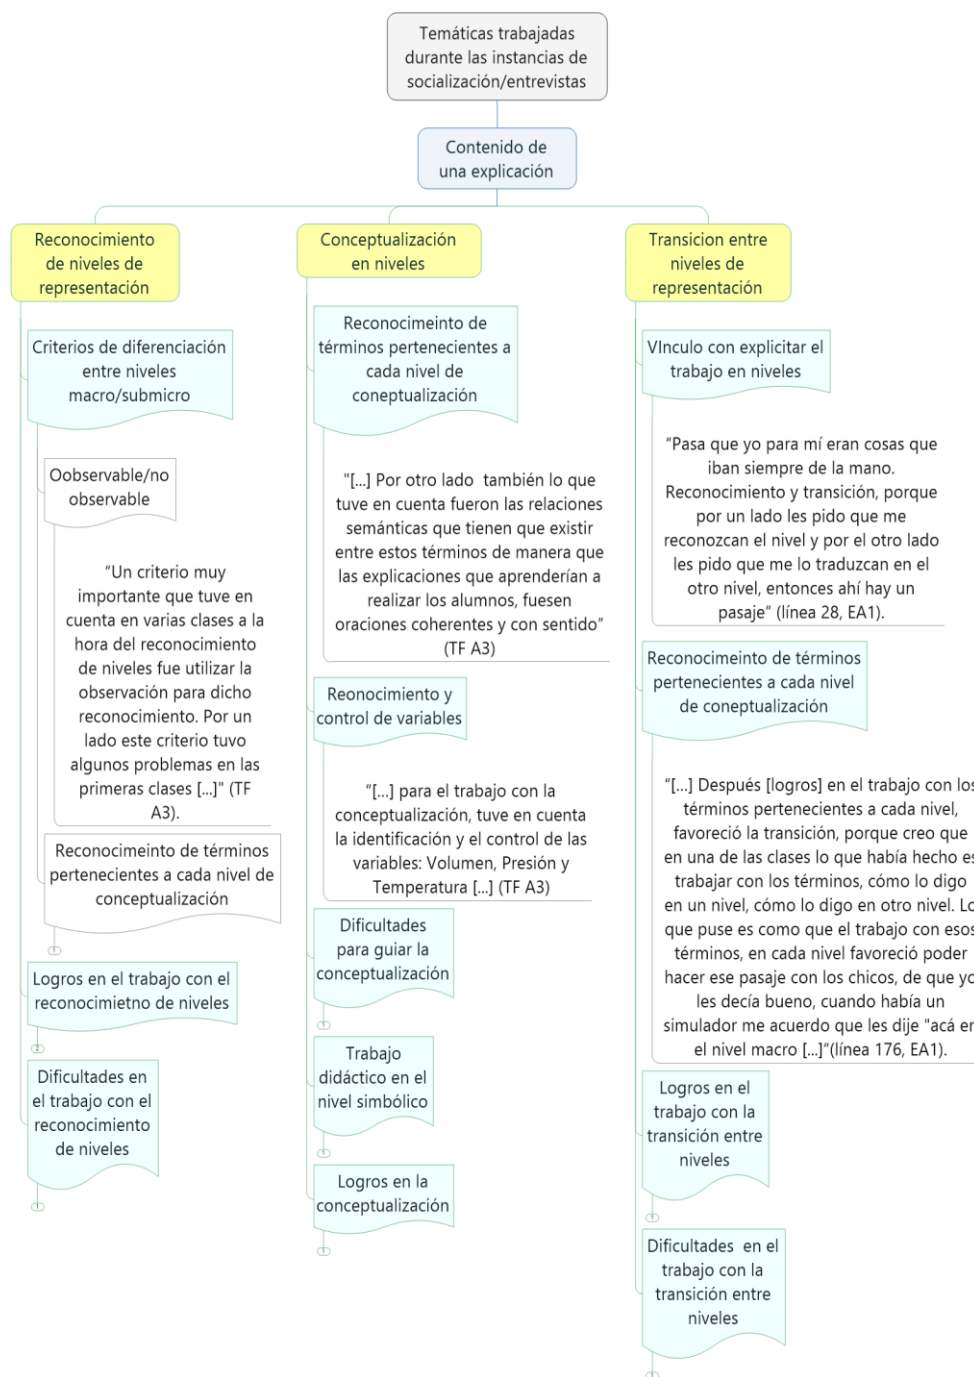 Temáticas trabajadas
durante las instancias de
socialización/entrevistas
Contenido de
una explicación
Reconocimiento
de niveles de
representación
Criterios de diferenciación
entre niveles
macro/submicro
Oobservable/no
observable
"Un criterio muy
importante que tuve en
cuenta en varias clases a la
hora del reconocimiento
de niveles fue utilizar la
observación para dicho
reconocimiento. Por un
lado este criterio tuvo
algunos problemas en las
primeras clases [...]" (TF
A3).
Reconocimeinto de términos
pertenecientes a cada nivel de
conceptualización
Logros en el trabajo con el
reconocimietno de niveles
Dificultades en
el trabajo con el
reconocimiento
de niveles
Conceptualización
en niveles
Reconocimeinto de
términos pertenecientes a
cada nivel de
coneptualización
"[...] Por otro lado también lo que
tuve en cuenta fueron las relaciones
semánticas que tienen que existir
entre estos términos de manera que
las explicaciones que aprenderían a
realizar los alumnos, fuesen
oraciones coherentes y con sentido"
(TF A3)
Reonocimiento y
control de variables
"[...] para el trabajo con la
conceptualización, tuve en cuenta
la identificación y el control de las
variables: Volumen, Presión y
Temperatura [...] (TF A3)
Dificultades
para guiar la
conceptualización
Trabajo
didáctico en el
nivel simbólico
Logros en la
conceptualización
Transicion entre
niveles de
representación
VInculo con explicitar el
trabajo en niveles
"Pasa que yo para mí eran cosas que
iban siempre de la mano.
Reconocimiento y transición, porque
por un lado les pido que me
reconozcan el nivel y por el otro lado
les pido que me lo traduzcan en el
otro nivel, entonces ahí hay un
pasaje" (línea 28, EA1).
Reconocimeinto de términos
pertenecientes a cada nivel
de coneptualización
"[...] Después [logros] en el trabajo con los
términos pertenecientes a cada nivel,
favoreció la transición, porque creo que
en una de las clases lo que había hecho es
trabajar con los términos, cómo lo digo
en un nivel, cómo lo digo en otro nivel. Lo
que puse es como que el trabajo con esos
términos, en cada nivel favoreció poder
hacer ese pasaje con los chicos, de que yo
les decía bueno, cuando había un
simulador me acuerdo que les dije "acá en
el nivel macro [...]"(línea 176, EA1).
Logros en el
trabajo con la
transición entre
niveles
Dificultades en el
trabajo con la
transición entre
niveles